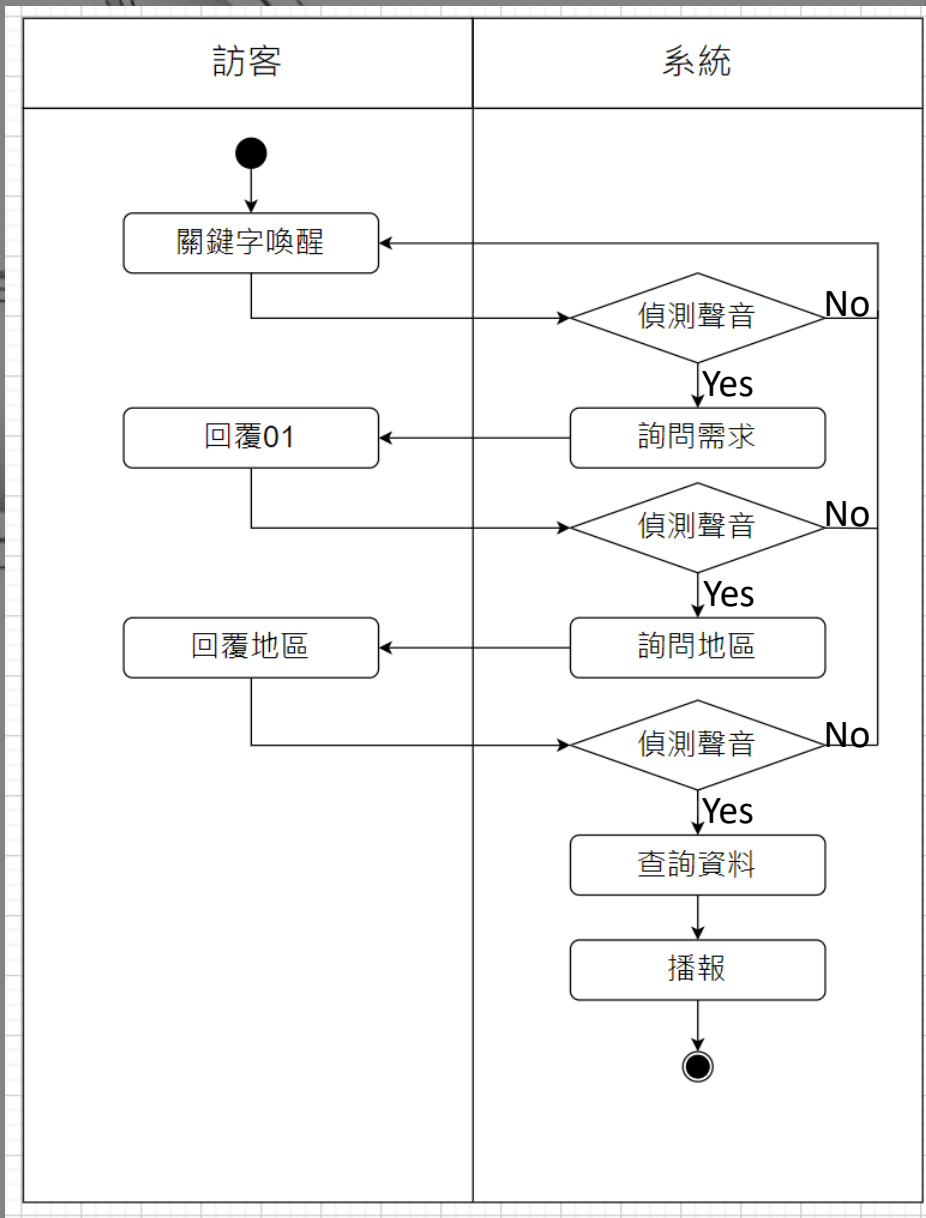 訪客
系統
關鍵字喚醒
偵測聲音
No
Yes
回覆01
詢問需求
偵測聲音
No
Yes
回覆地區
詢問地區
偵測聲音
No
Yes
查詢資料
播報